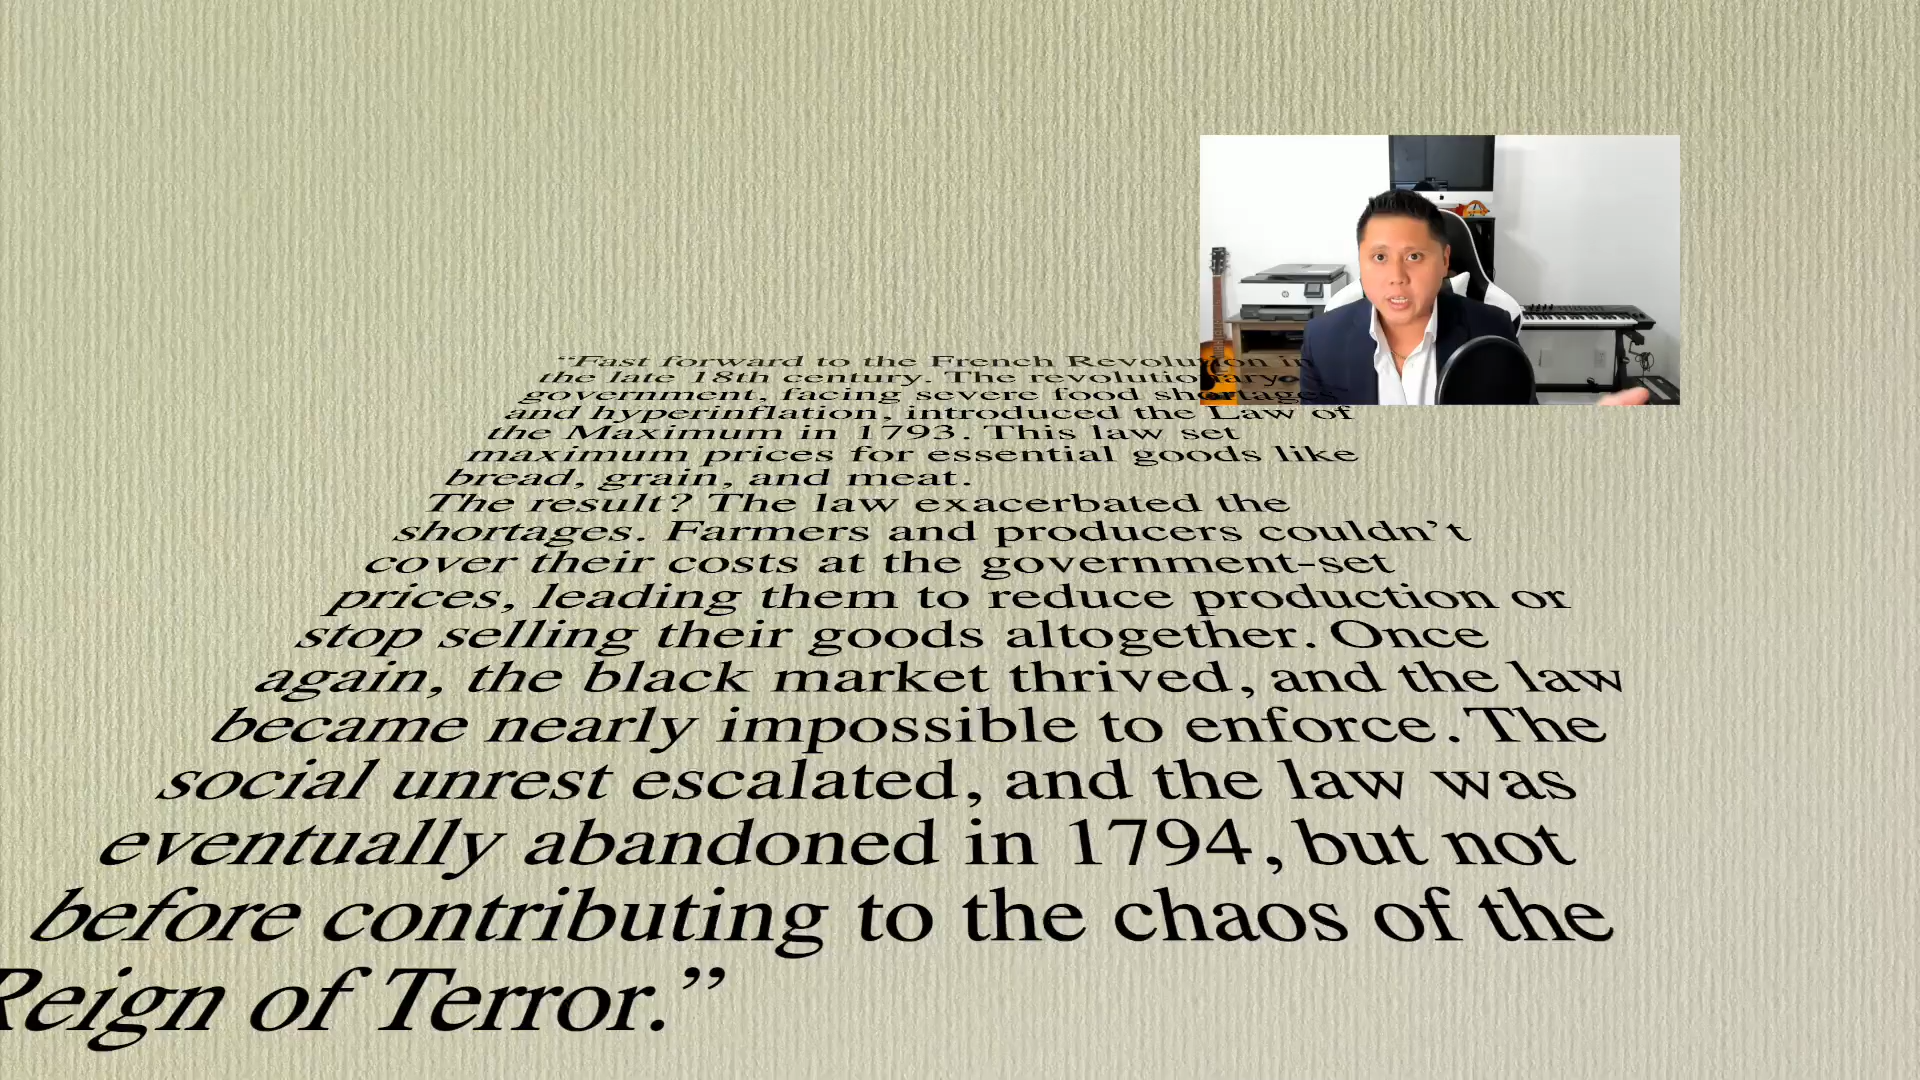 “Fast forward to the French Revolution in
the late 18th century. The revolutionary
government, facing severe food shortages
and hyperinflation, introduced the Law of
the Maximum in 1793. This law set
maximum prices for essential goods like
bread, grain, and meat.
The result? The law exacerbated the
shortages. Farmers and producers couldn’t
cover their costs at the government-set
prices, leading them to reduce production or
stop selling their goods altogether. Once
again, the black market thrived, and the law
became nearly impossible to enforce. The
social unrest escalated, and the law was
eventually abandoned in 1794, but not
before contributing to the chaos of the
Reign of Terror.”